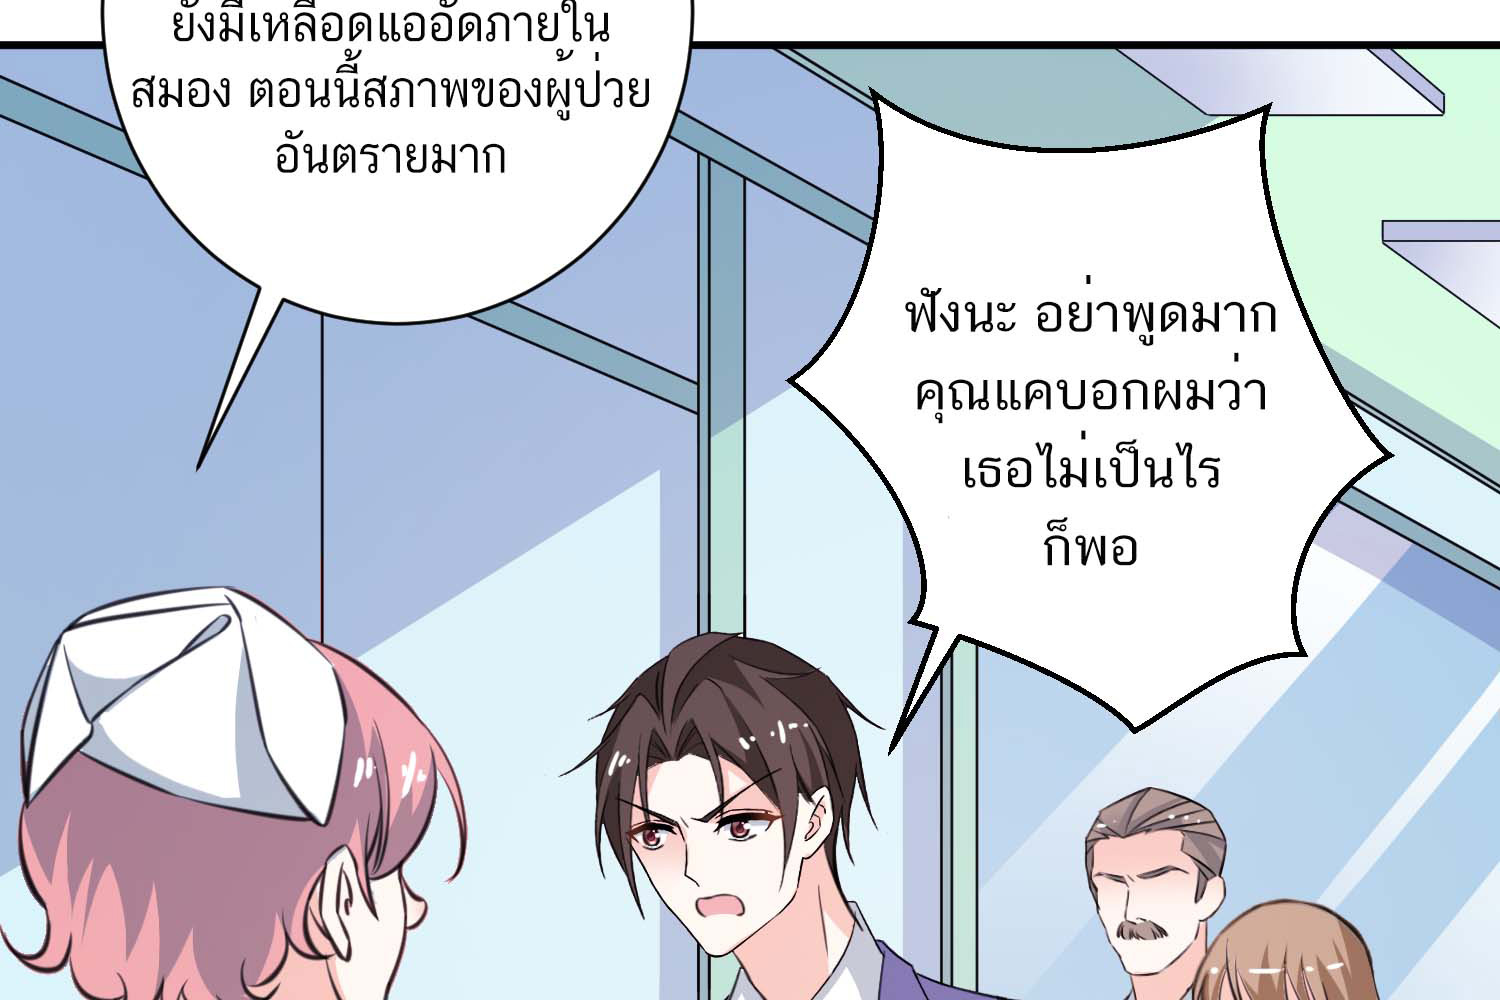 ยังมีเหลือดแออัดภายใน
สมอง ตอนนี้สภาพของผู้ป่วย
อันตรายมาก
ฟังนะ อย่าพูดมาก
คุณแคบอกผมว่า
เธอไม่เป็นไร
ก็พอ